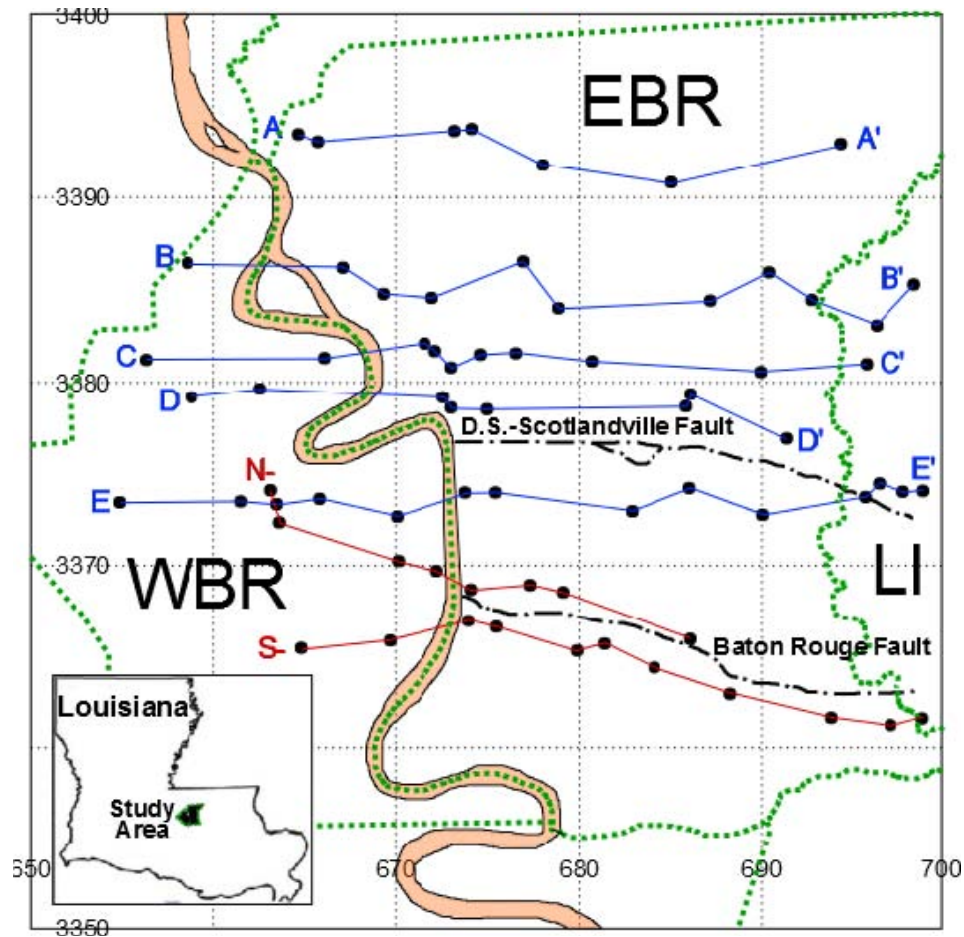 3400
EBR
A
A'
3390
B
B'
C
C'
3380
D
D.S.-Scotlandville Fault
D'
N-
E'
E
3370
WBR
LI
S-
Baton Rouge Fault
Louisiana
Study
Area
650
670
680
690
700
3350